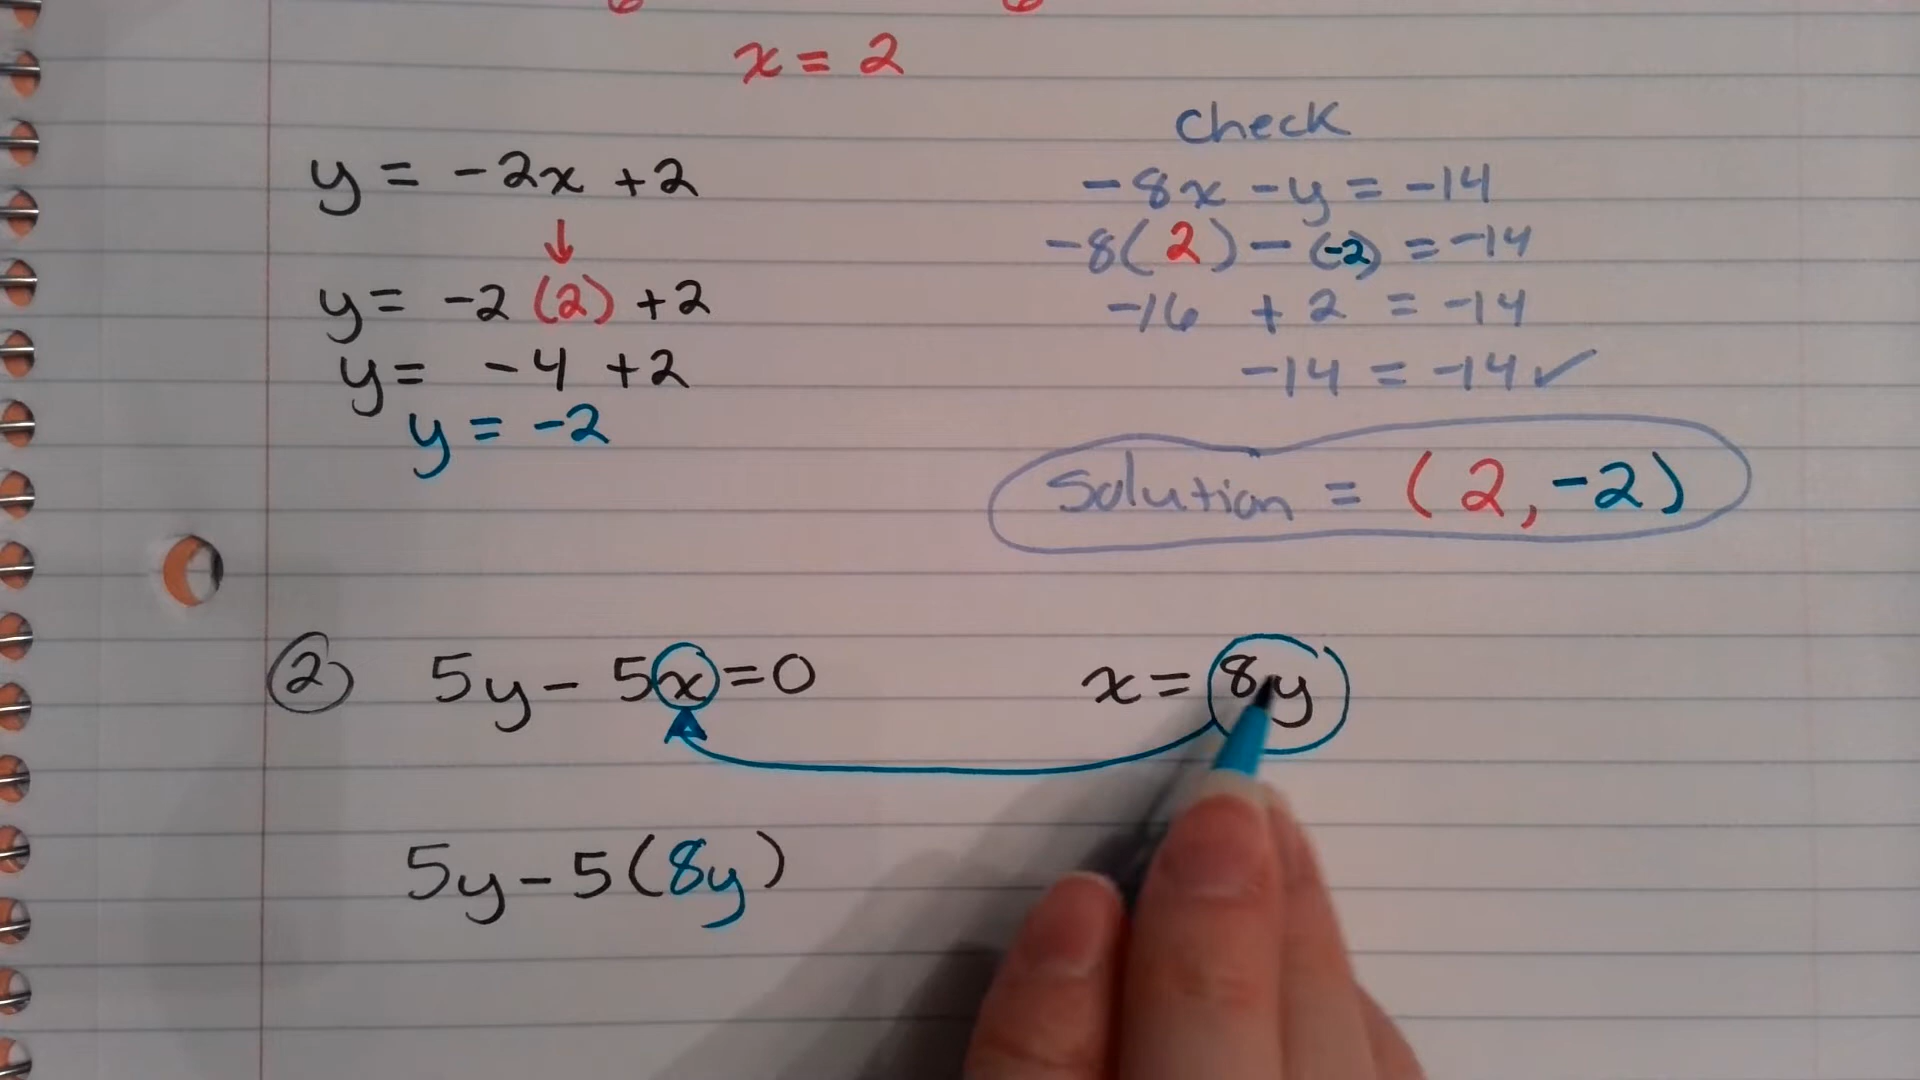 x = 2
y = -2x + 2
y = -2 (2) + 2
y = -4 + 2
y = -2
check
-8x - y = -14
-8(2) - (-2) = -14
-16 + 2 = -14
-14 = -14 ✓
Solution = (2, -2)
② 5y - 5x = 0 x = 8y
5y - 5(8y)